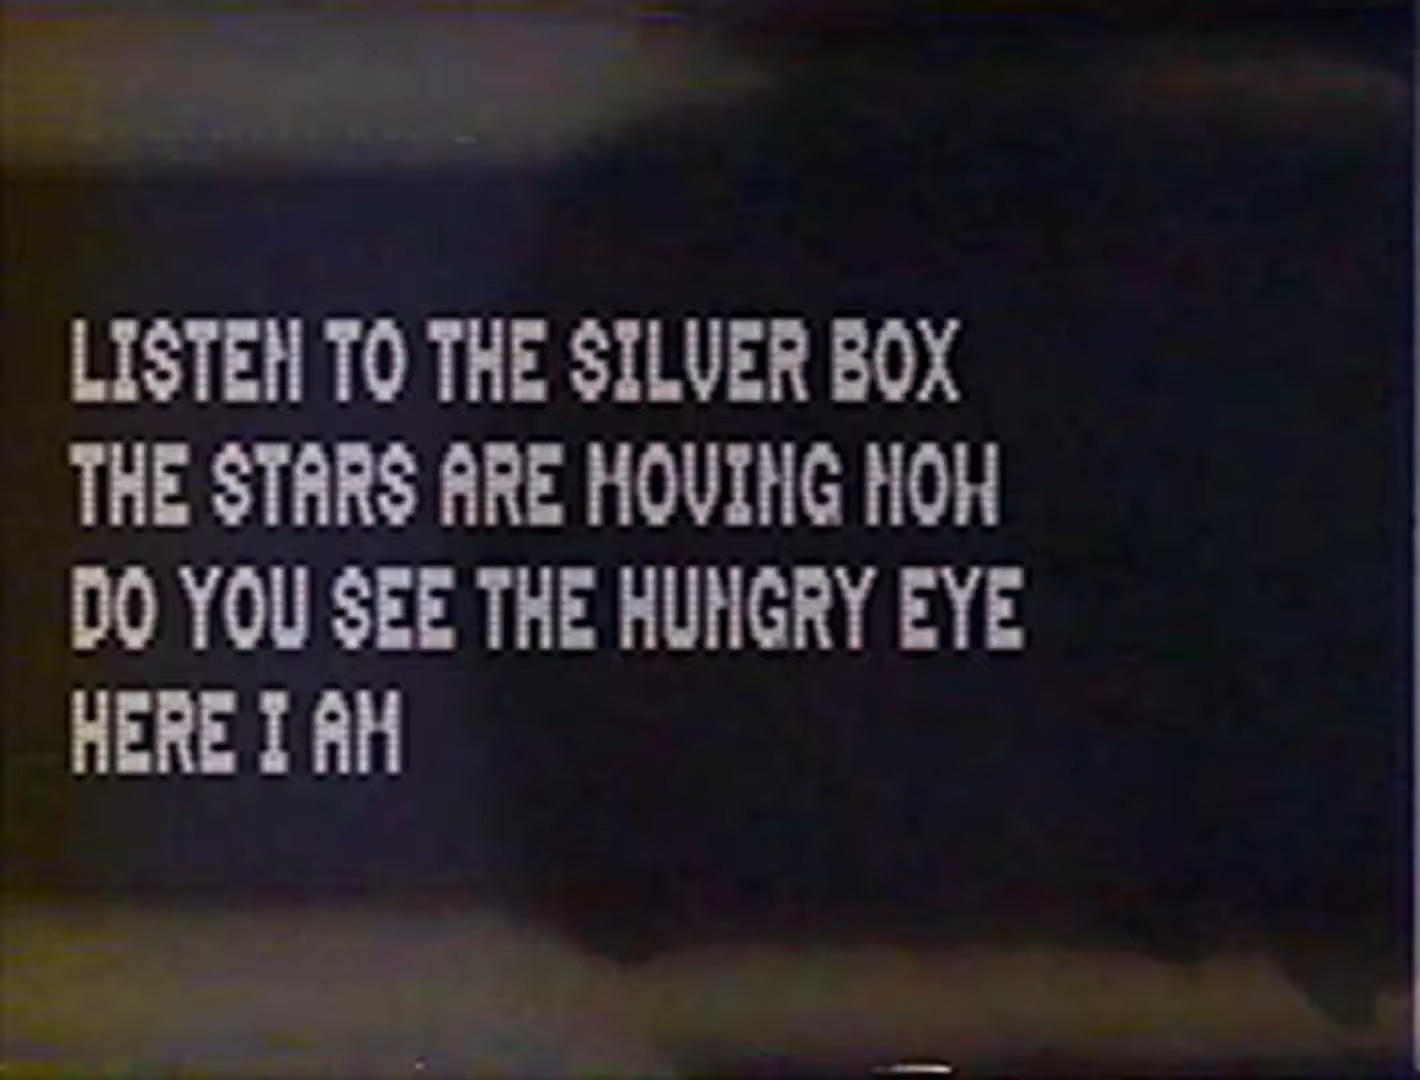 LISTEN TO THE SILVER BOX
THE STARS ARE MOVING NOW
DO YOU SEE THE HUNGRY EYE
HERE I AM